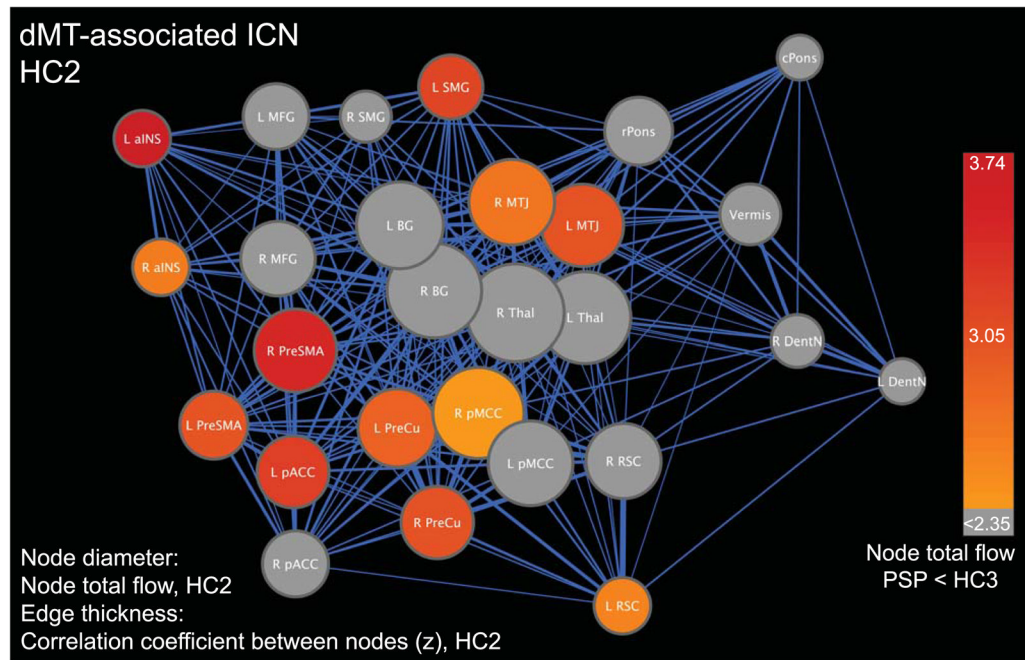 dMT-associated ICN
HC2
cPons
L SMG
L MFG
R SMG
rPons
L aINS
R MTJ
Vermis
L BG
L MTJ
R MFG
R aINS
R BG
R Thal
L Thal
R PreSMA
R DentN
L DentN
R pMCC
L PreSMA
L PreCu
L pMCC
R RSC
L pACC
R PreCu
R pACC
L RSC
3.74
3.05
<2.35
Node total flow
PSP < HC3
Node diameter:
Node total flow, HC2
Edge thickness:
Correlation coefficient between nodes (z), HC2